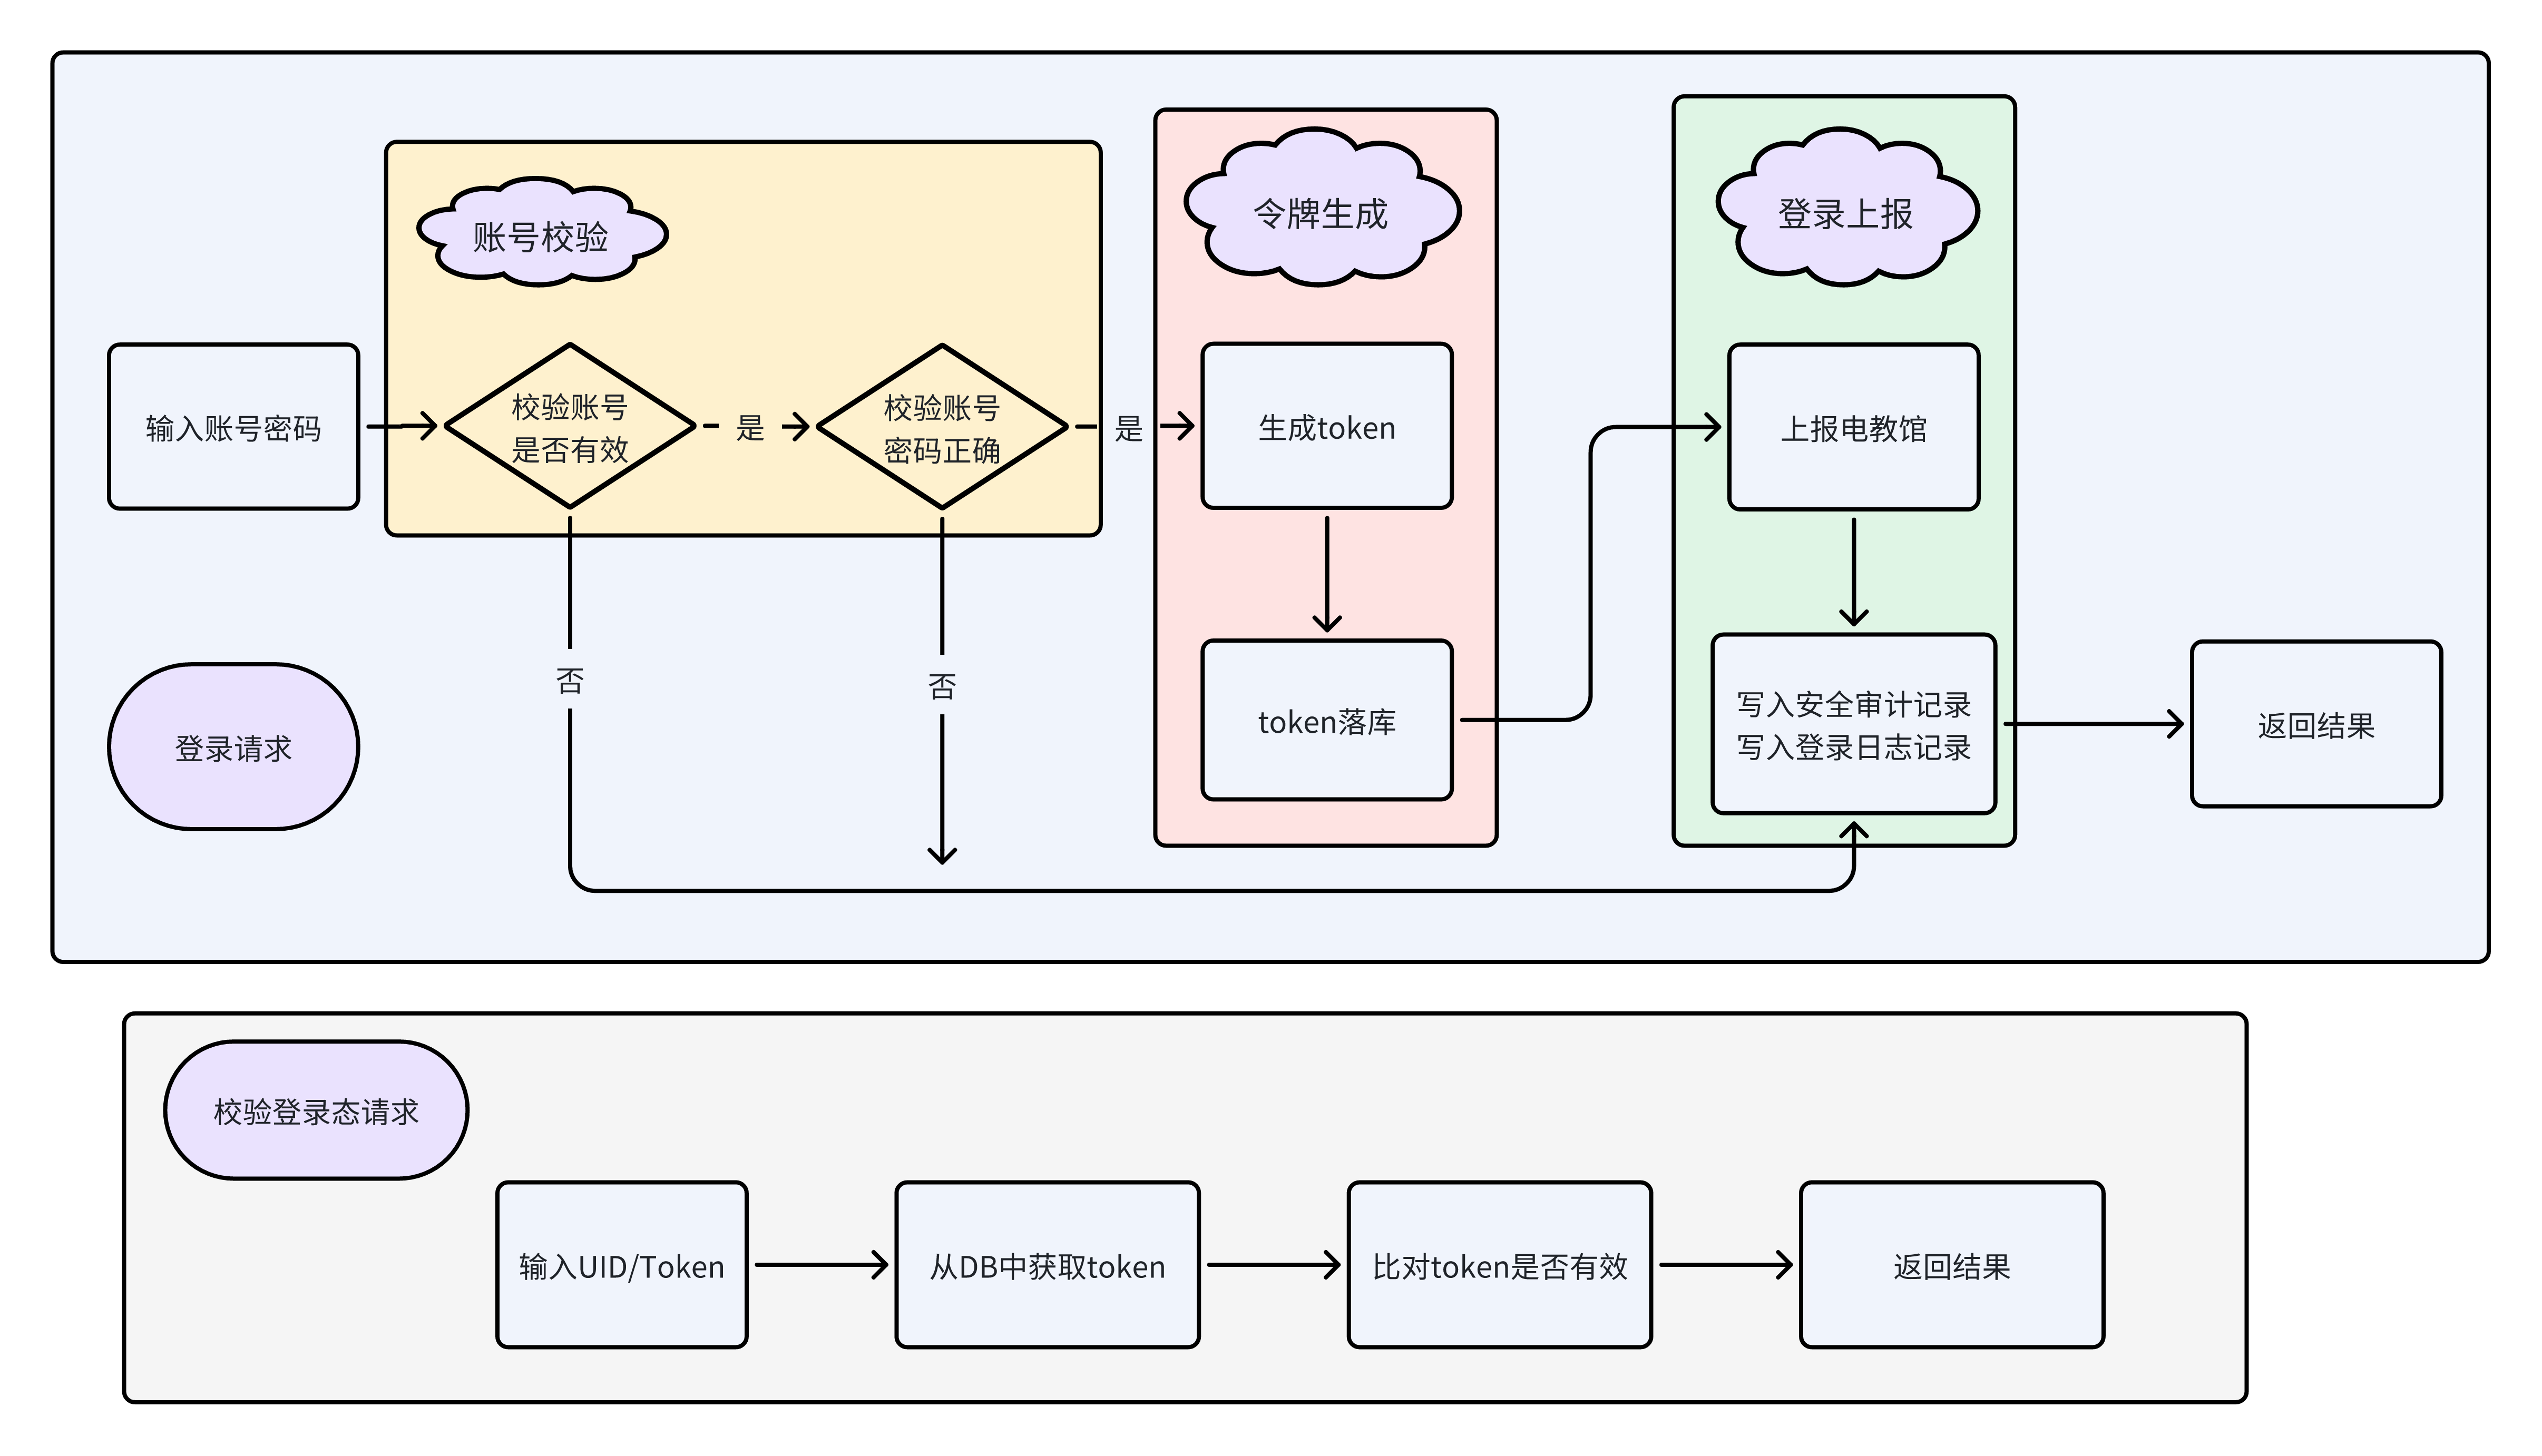 账号校验
令牌生成
登录上报
输入账号密码
校验账号
是否有效
是
校验账号
密码正确
是
生成token
上报电教馆
否
否
token落库
写入安全审计记录
写入登录日志记录
返回结果
登录请求
校验登录态请求
输入UID/Token
从DB中获取token
比对token是否有效
返回结果